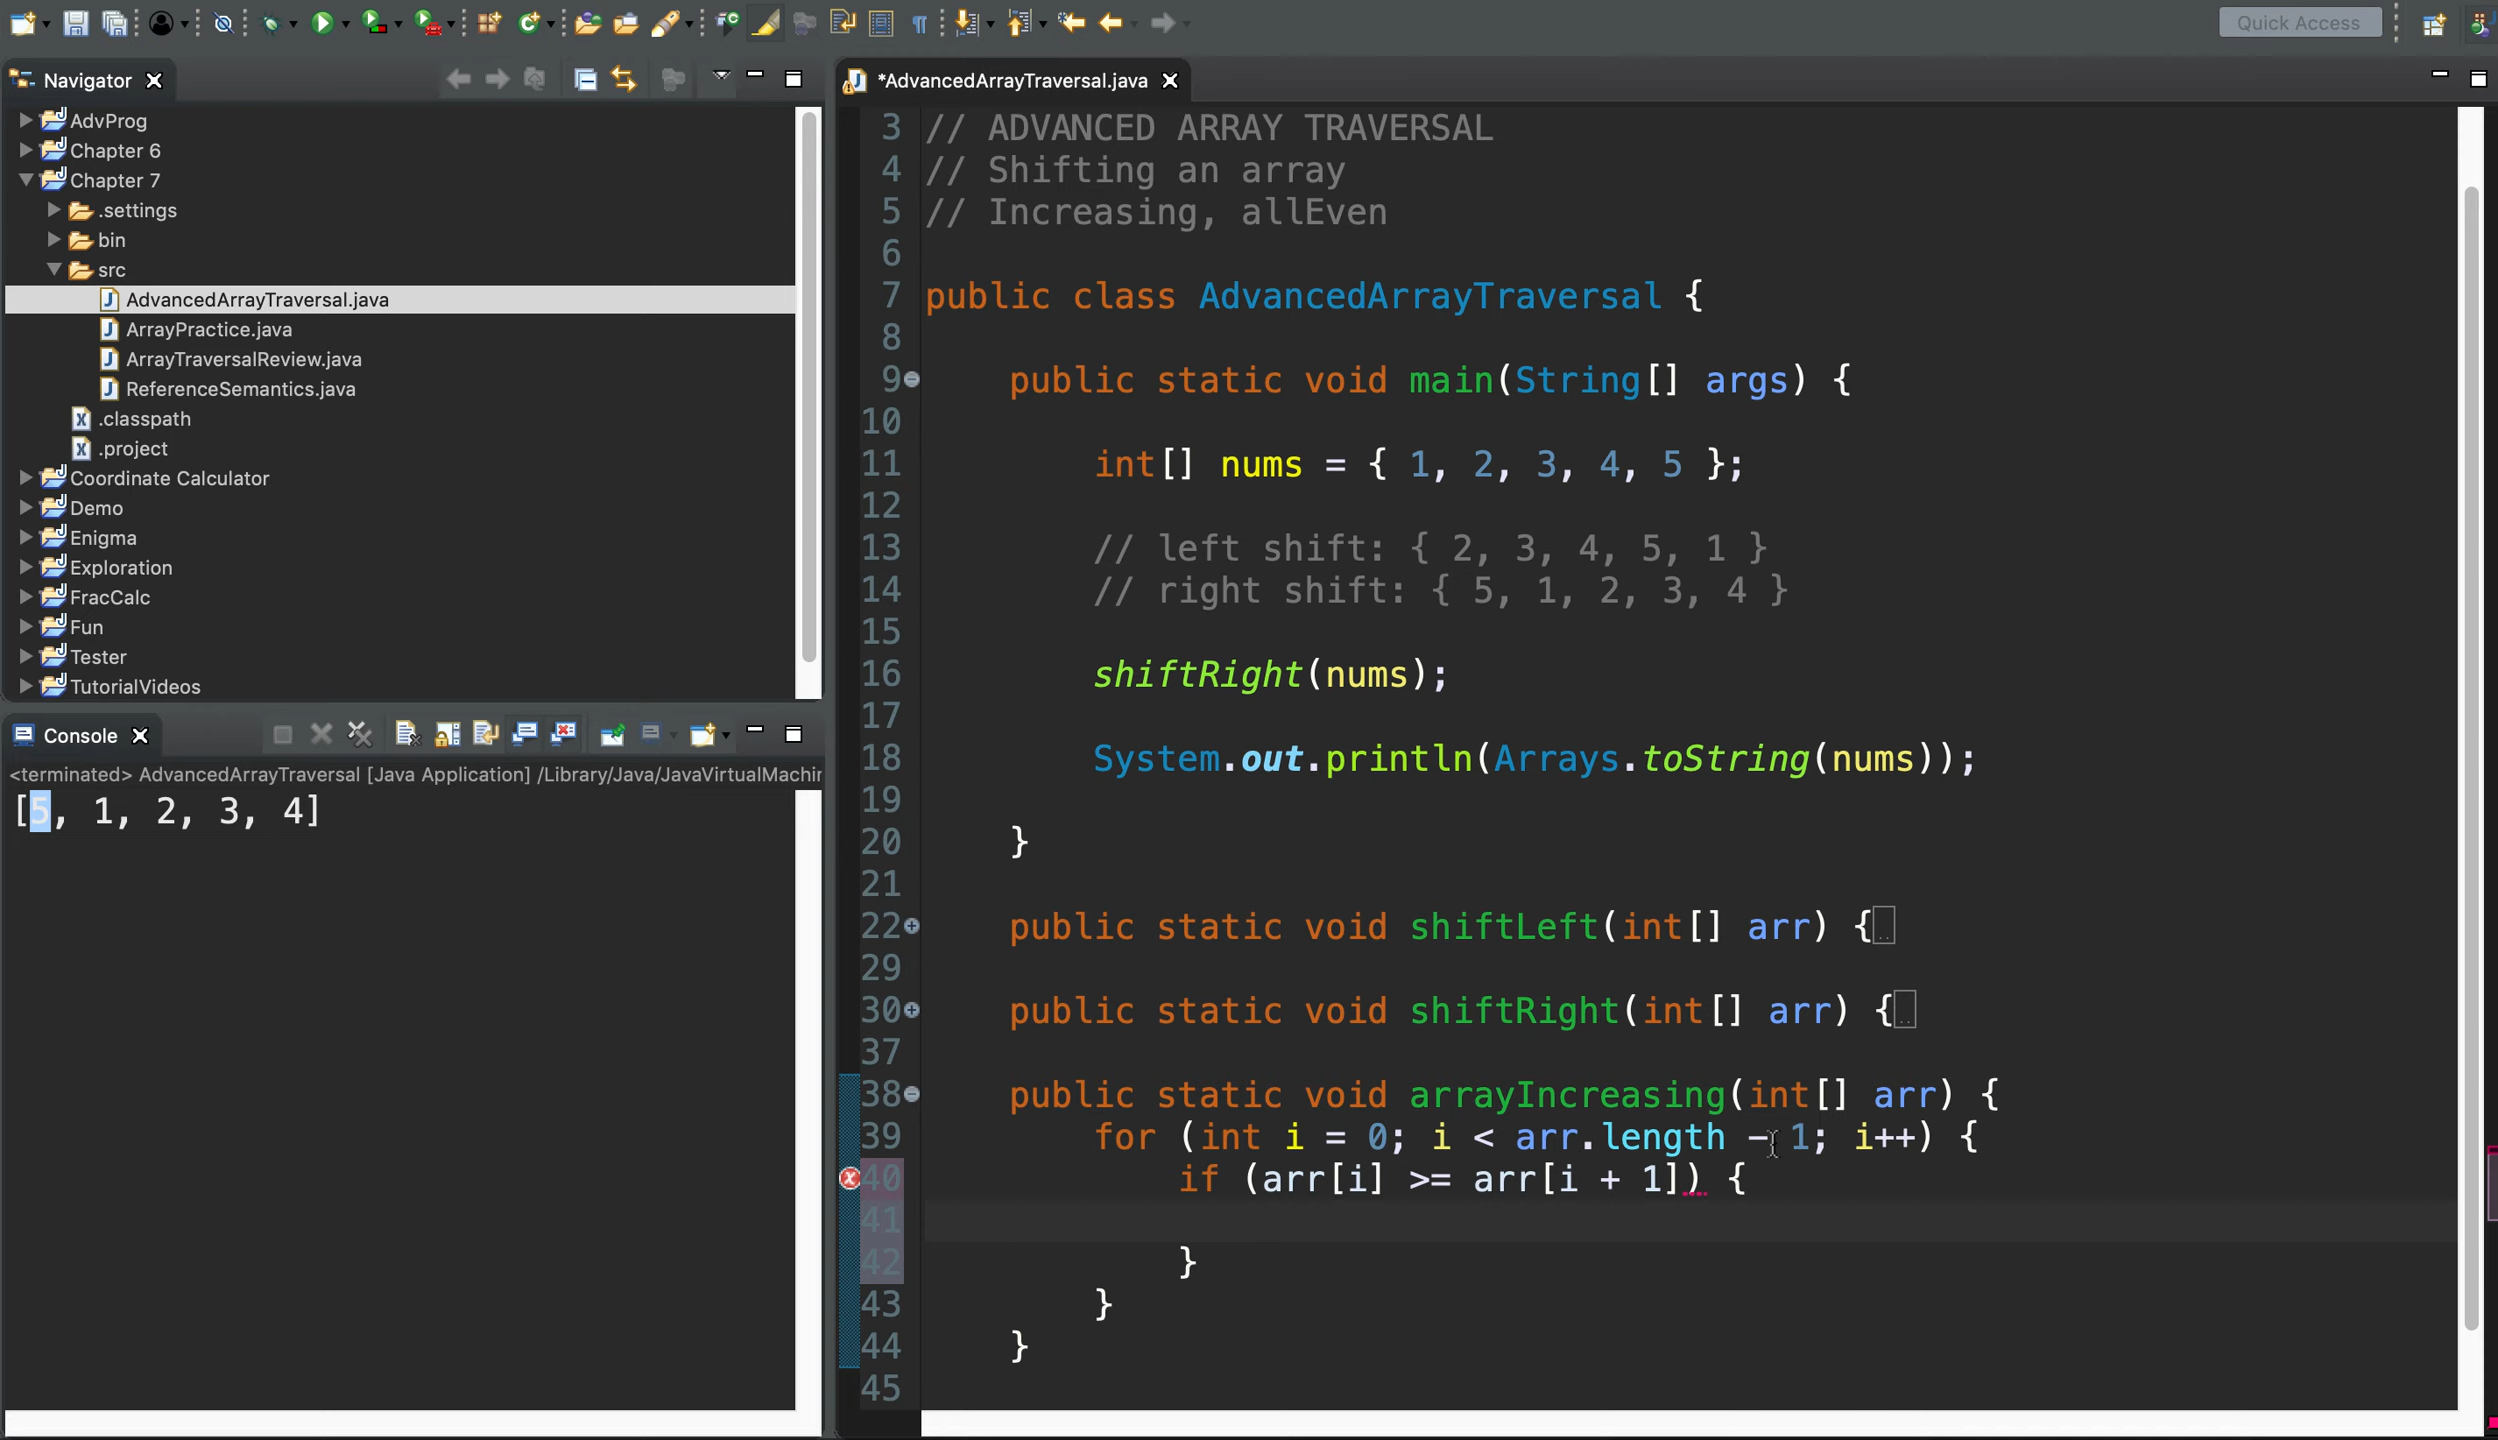 Quick Access
Navigator
AdvProg
Chapter 6
Chapter 7
.settings
bin
src
AdvancedArrayTraversal.java
ArrayPractice.java
ArrayTraversalReview.java
ReferenceSemantics.java
.classpath
.project
Coordinate Calculator
Demo
Enigma
Exploration
FracCalc
Fun
Tester
TutorialVideos
Console
<terminated> AdvancedArrayTraversal [Java Application] /Library/Java/JavaVirtualMachin
[5, 1, 2, 3, 4]
*AdvancedArrayTraversal.java
3 // ADVANCED ARRAY TRAVERSAL
4 // Shifting an array
5 // Increasing, allEven
6
7 public class AdvancedArrayTraversal {
8
9 public static void main(String[] args) {
10
11 int[] nums = { 1, 2, 3, 4, 5 };
12
13 // left shift: { 2, 3, 4, 5, 1 }
14 // right shift: { 5, 1, 2, 3, 4 }
15
16 shiftRight(nums);
17
18 System.out.println(Arrays.toString(nums));
19
20 }
21
22 public static void shiftLeft(int[] arr) {
29
30 public static void shiftRight(int[] arr) {
37
38 public static void arrayIncreasing(int[] arr) {
39 for (int i = 0; i < arr.length - 1; i++) {
40 if (arr[i] >= arr[i + 1]) {
41
42 }
43 }
44 }
45